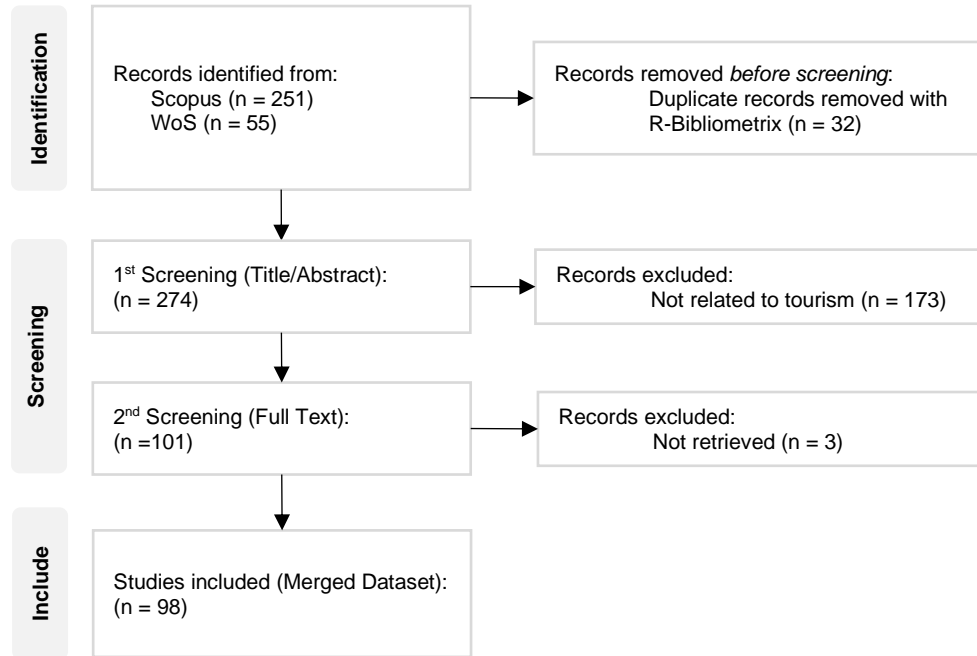 Identification
Records identified from:
Scopus (n = 251)
WoS (n = 55)
Records removed before screening:
Duplicate records removed with
R-Bibliometrix (n = 32)
Screening
1st Screening (Title/Abstract):
(n = 274)
Records excluded:
Not related to tourism (n = 173)
2nd Screening (Full Text):
(n =101)
Records excluded:
Not retrieved (n = 3)
Include
Studies included (Merged Dataset):
(n = 98)